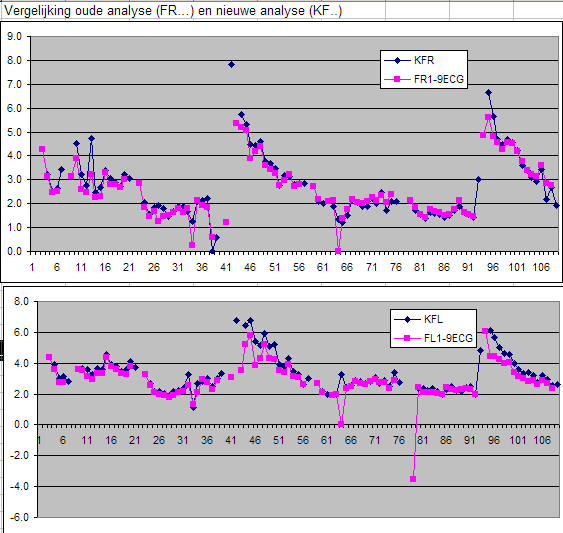 Vergelijking oude analyse (FR...) en nieuwe analyse (KF..)
9.0
8.0
7.0
6.0
5.0
4.0
3.0
2.0
1.0
0.0
KFR
FR1-9ECG
1 6 11 16 21 26 31 36 41 46 51 56 61 66 71 76 81 86 91 96 101 106
8.0
6.0
4.0
2.0
0.0
-2.0
-4.0
-6.0
KFL
FL1-9ECG
1 6 11 16 21 26 31 36 41 46 51 56 61 66 71 76 81 86 91 96 101 106